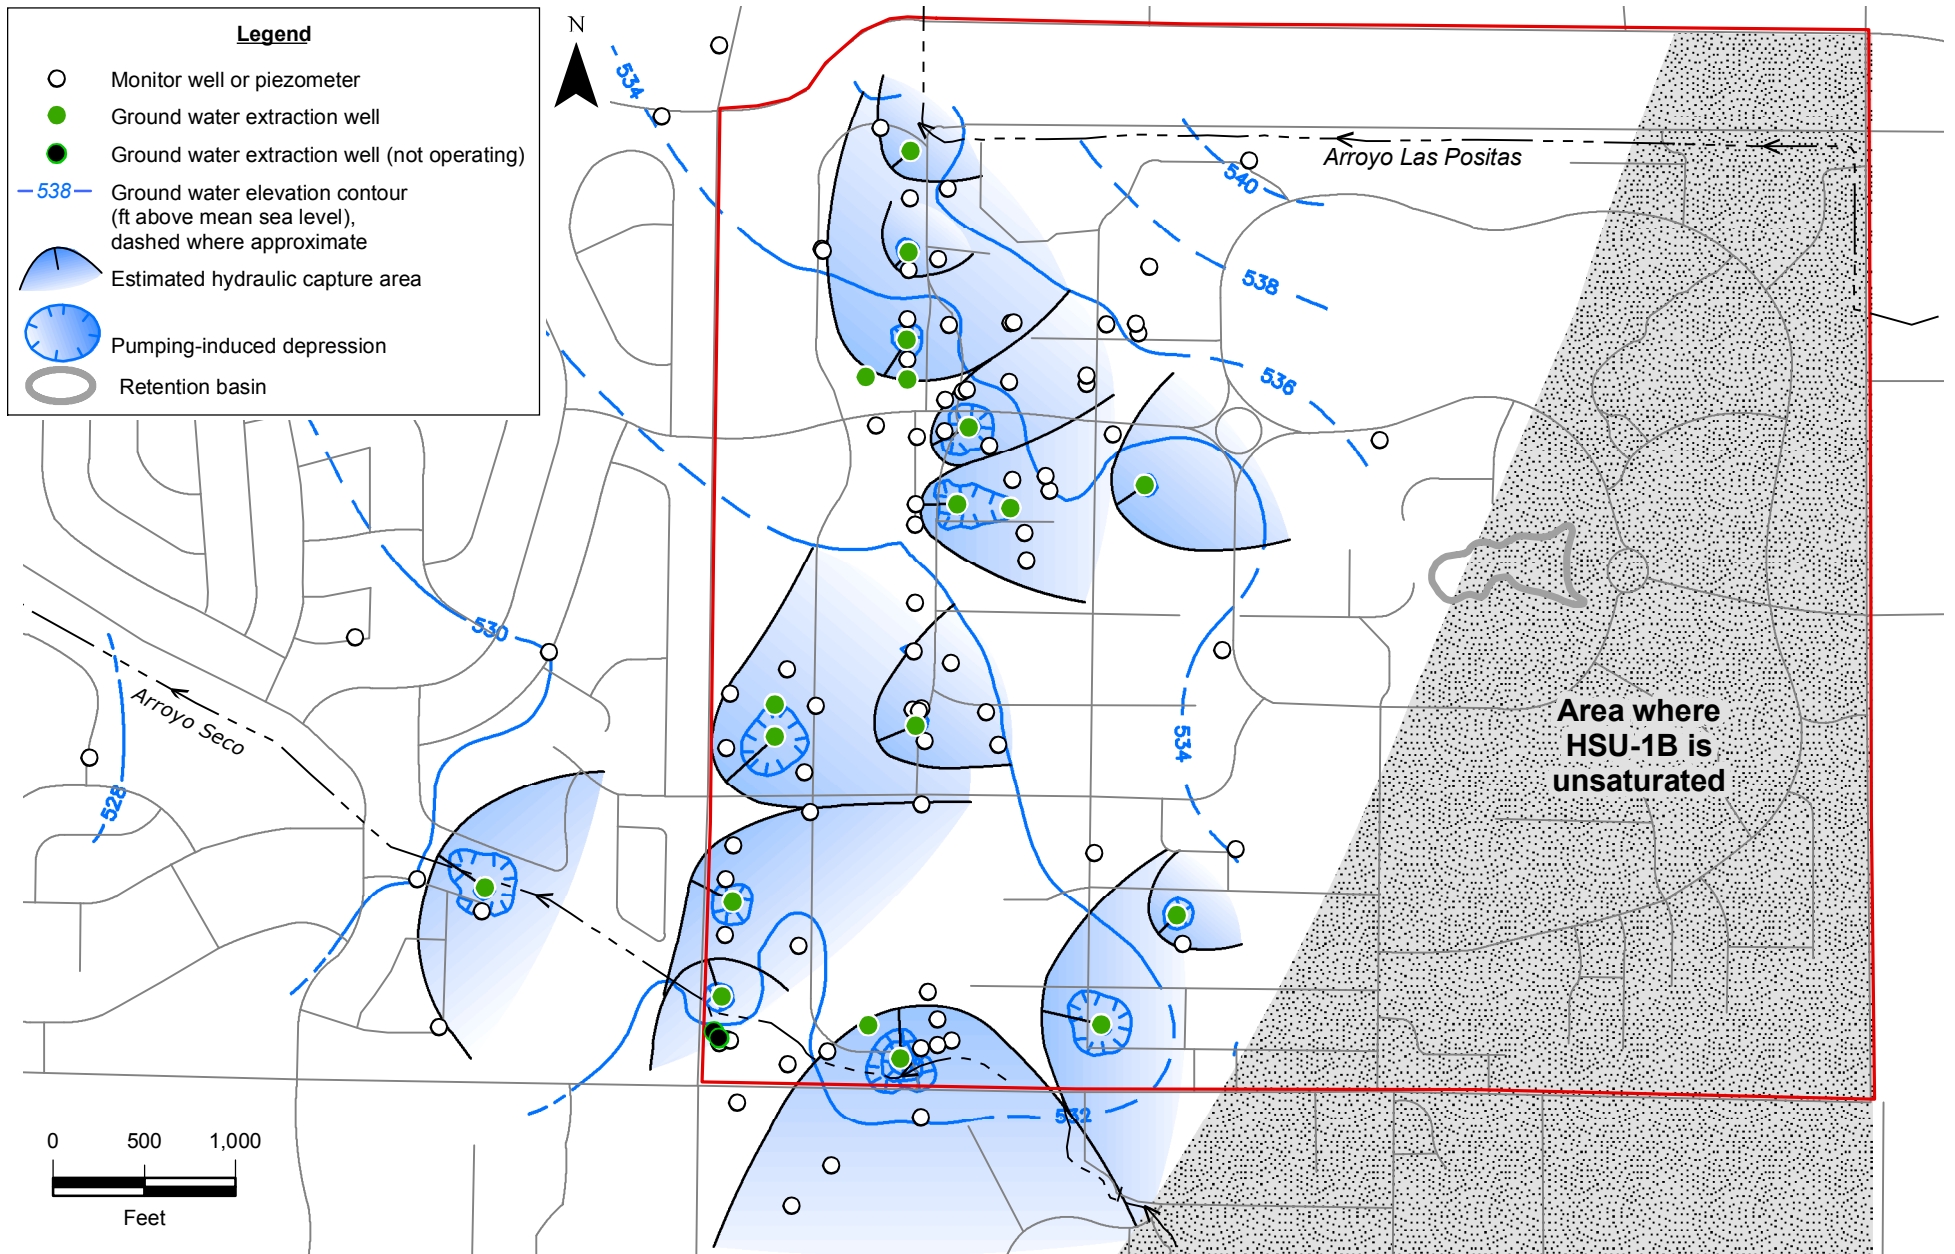 Legend
Monitor well or piezometer
Ground water extraction well
Ground water extraction well (not operating)
538
Ground water elevation contour
(ft above mean sea level),
dashed where approximate
Estimated hydraulic capture area
Pumping-induced depression
Retention basin
N
534
Arroyo Las Positas
540
538
536
530
Arroyo Seco
528
534
Area where
HSU-1B is
unsaturated
532
0 500 1,000
Feet